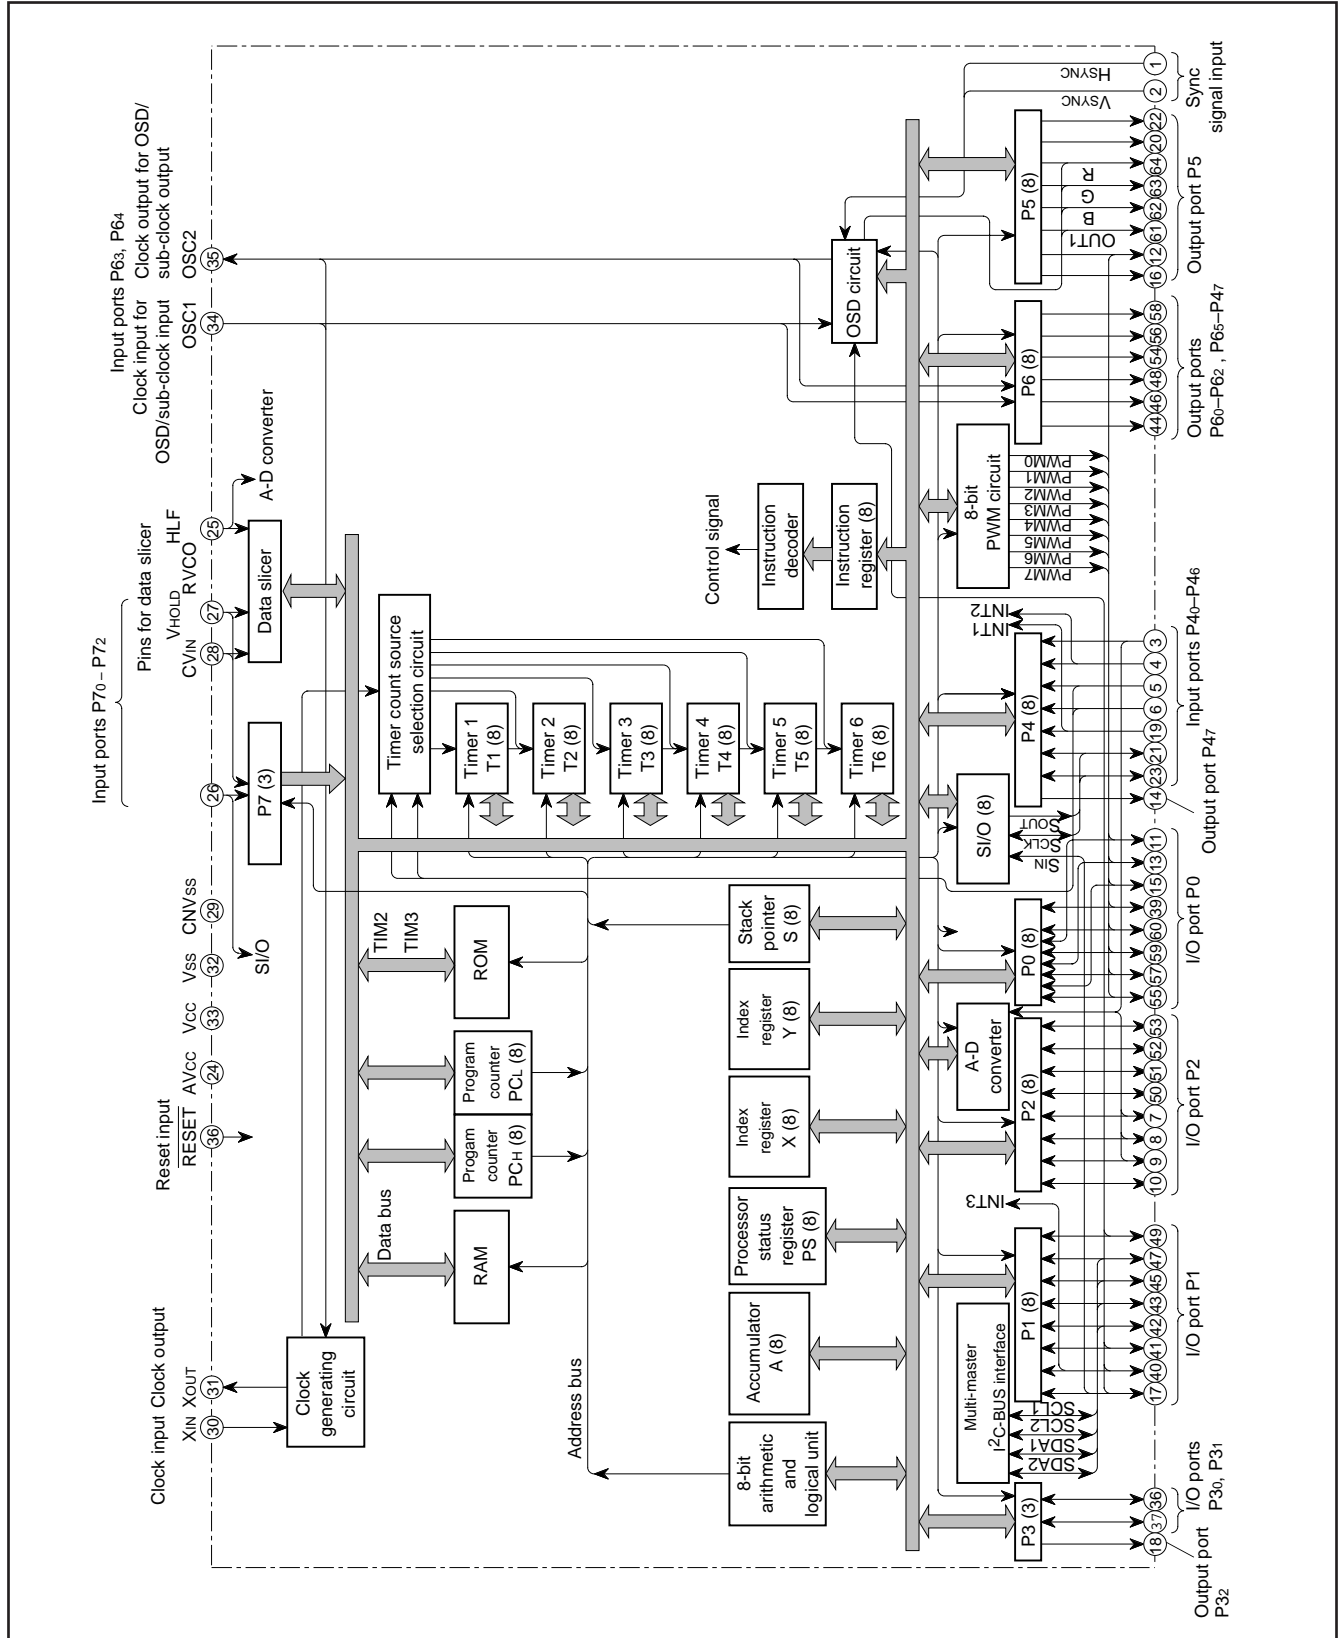 Clock input
Clock output
XIN
XOUT
30
31
Reset input
RESET
36
AVCC
24
VCC
33
VSS
32
CNVSS
29
SI/O
Input ports P70 – P72
26
Pins for data slicer
CVIN
28
VHOLD
27
RVCO
HLF
25
A-D converter
Input ports P63, P64
Clock input for
OSD/sub-clock input
OSC1
34
Clock output for OSD/
sub-clock output
OSC2
35
Clock
generating
circuit
P7 (3)
Data slicer
Data bus
TIM2
TIM3
RAM
Progam
counter
PCH (8)
Program
counter
PCL (8)
ROM
Timer count source
selection circuit
Timer 1
T1 (8)
Timer 2
T2 (8)
Timer 3
T3 (8)
Timer 4
T4 (8)
Timer 5
T5 (8)
Timer 6
T6 (8)
Address bus
8-bit
arithmetic
and
logical unit
Accumulator
A (8)
Processor
status
register
PS (8)
Index
register
X (8)
Index
register
Y (8)
Stack
pointer
S (8)
Control signal
Instruction
decoder
Instruction
register (8)
OSD circuit
Multi-master
I2C-BUS interface
A-D
converter
SI/O (8)
8-bit
PWM circuit
P3 (3)
P1 (8)
P2 (8)
P0 (8)
P4 (8)
P6 (8)
P5 (8)
SDA2
SDA1
SCL2
SCL1
INT3
SIN
SCLK
SOUT
INT1
INT2
PWM7
PWM6
PWM5
PWM4
PWM3
PWM2
PWM1
PWM0
OUT1
B
G
R
VSYNC
HSYNC
18
37
36
17
40
41
42
43
45
47
49
10
9
8
7
50
51
52
53
55
57
59
60
39
15
13
11
14
23
21
19
6
5
4
3
44
46
48
54
56
58
16
12
61
62
63
64
20
22
2
1
Output port
P32
I/O ports
P30, P31
I/O port P1
I/O port P2
I/O port P0
Output port P47
Input ports P40–P46
Output ports
P60–P62 , P65–P47
Output port P5
Sync
signal input